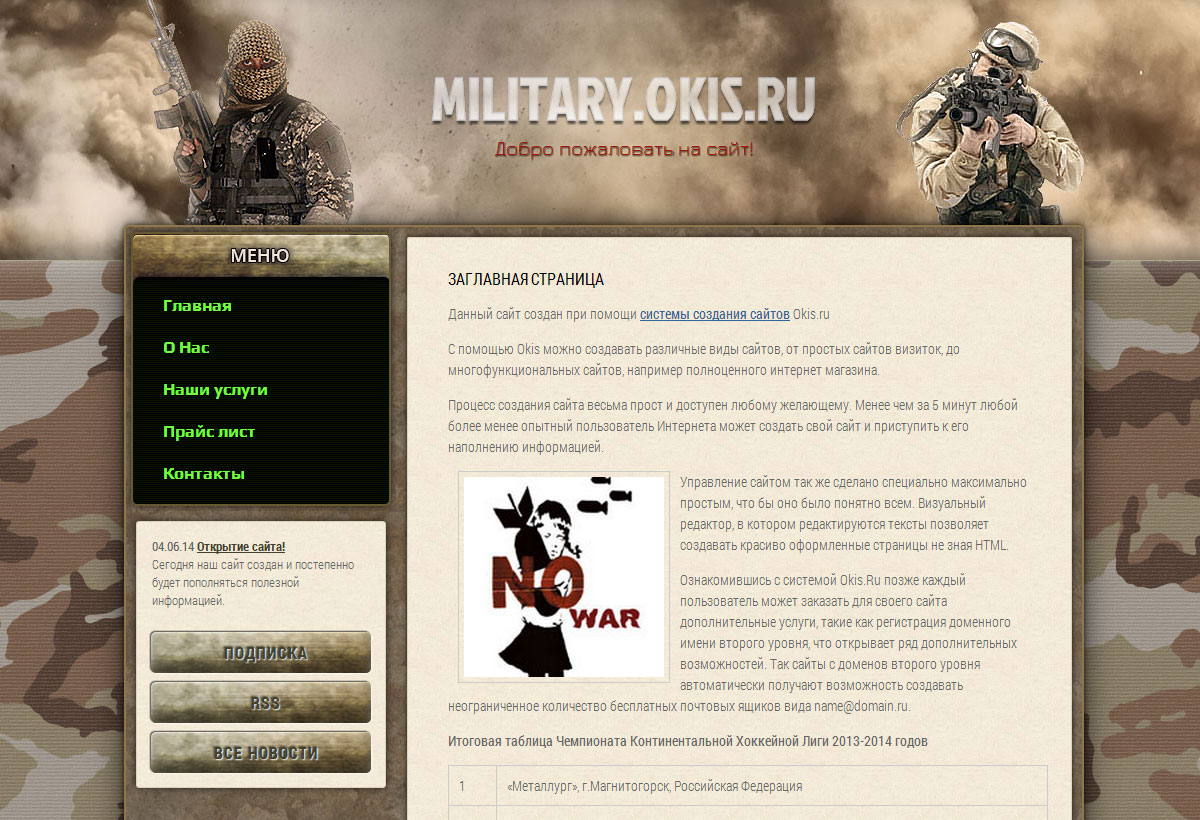 MILITARY.OKIS.RU
Добро пожаловать на сайт!
МЕНЮ
Главная
О Нас
Наши услуги
Прайс лист
Контакты
04.06.14 Открытие сайта!
Сегодня наш сайт создан и постепенно
будет пополняться полезной
информацией.
ПОДПИСКА
RSS
ВСЕ НОВОСТИ
ЗАГЛАВНАЯ СТРАНИЦА
Данный сайт создан при помощи системы создания сайтов Okis.ru
С помощью Okis можно создавать различные виды сайтов, от простых сайтов визиток, до
многофункциональных сайтов, например полноценного интернет магазина.
Процесс создания сайта весьма прост и доступен любому желающему. Менее чем за 5 минут любой
более менее опытный пользователь Интернета может создать свой сайт и приступить к его
наполнению информацией.
NO
WAR
Управление сайтом так же сделано специально максимально
простым, что бы оно было понятно всем. Визуальный
редактор, в котором редактируются тексты позволяет
создавать красиво оформленные страницы не зная HTML.
Ознакомившись с системой Okis.Ru позже каждый
пользователь может заказать для своего сайта
дополнительные услуги, такие как регистрация доменного
имени второго уровня, что открывает ряд дополнительных
возможностей. Так сайты с доменов второго уровня
автоматически получают возможность создавать
неограниченное количество бесплатных почтовых ящиков вида name@domain.ru.
Итоговая таблица Чемпионата Континентальной Хоккейной Лиги 2013-2014 годов
1 «Металлург», г.Магнитогорск, Российская Федерация